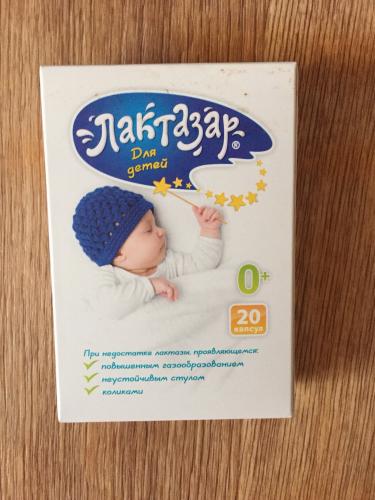 Лактазар®
Для
детей
0+
20
капсул
При недостатке лактазы, проявляющемся:
повышенным газообразованием
неустойчивым стулом
коликами